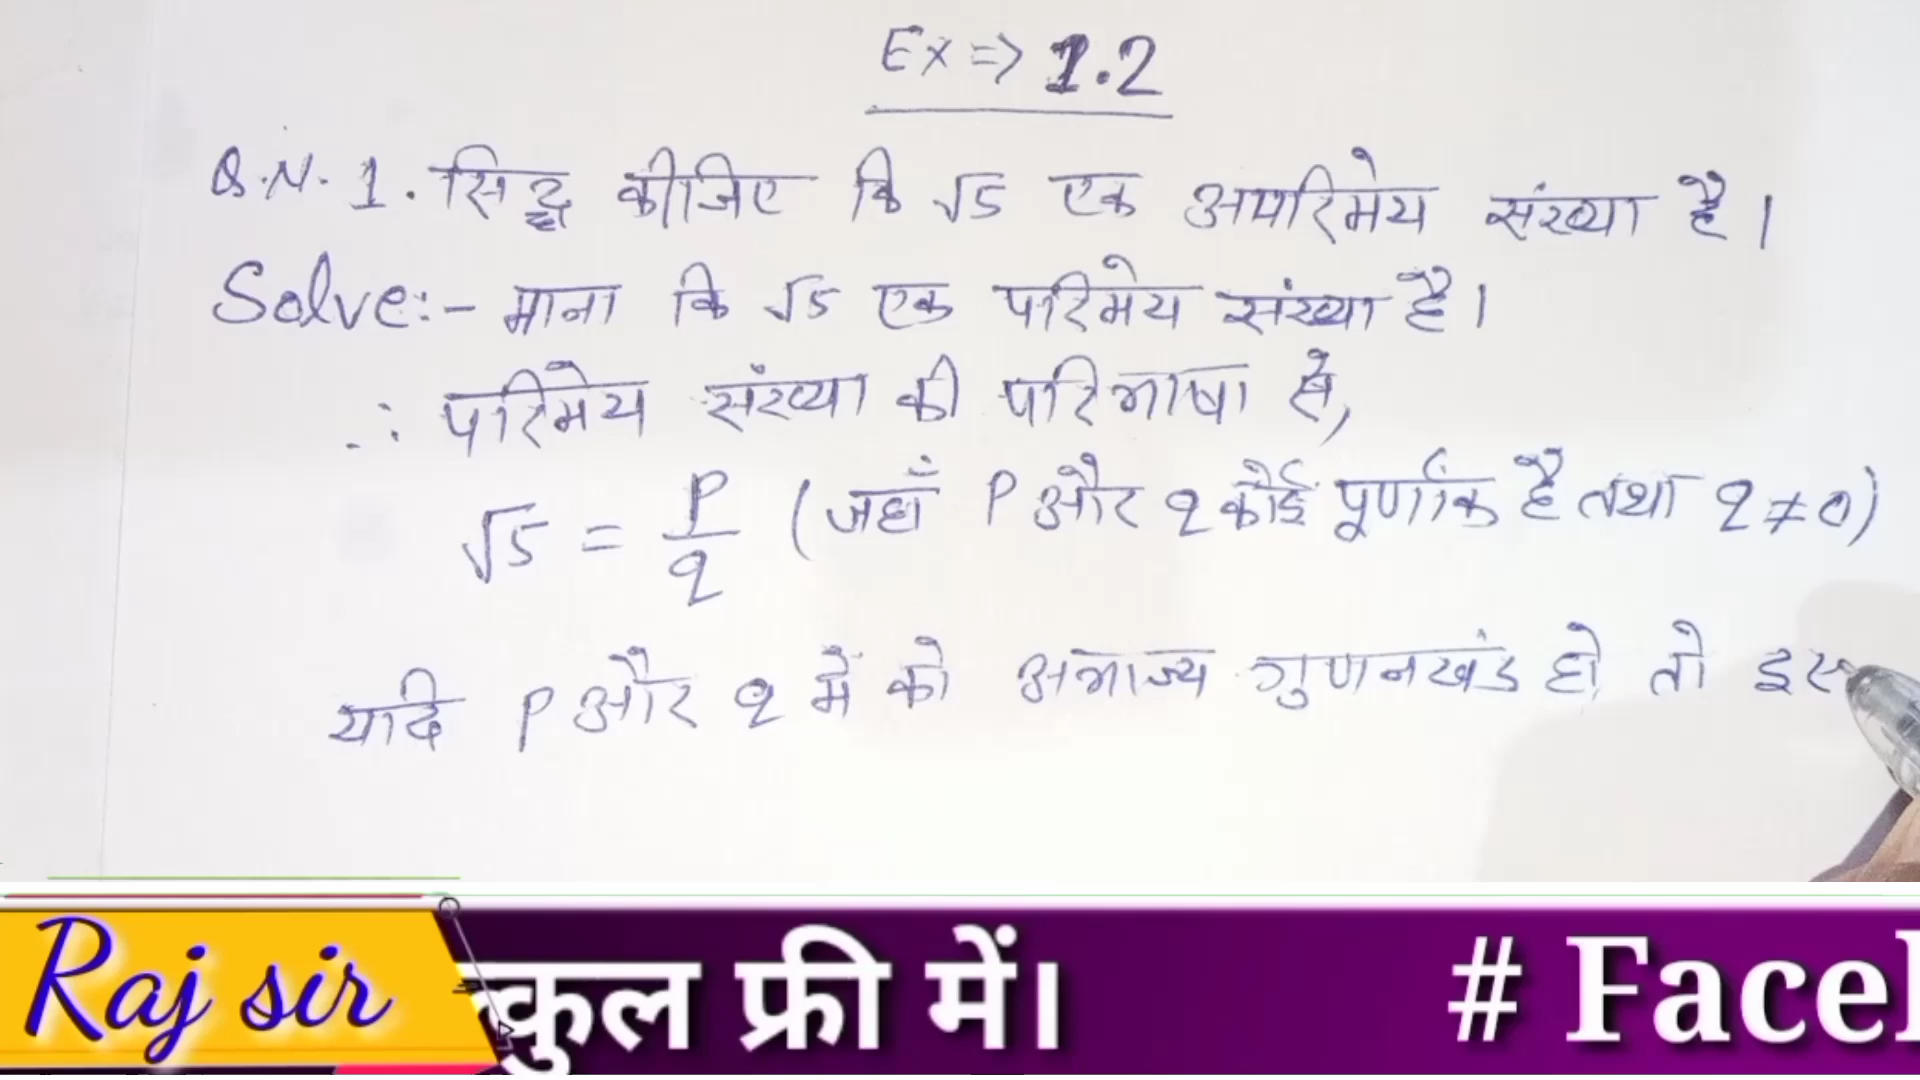 Ex => 1.2
Q.N. 1. सिद्ध कीजिए कि √5 एक अपरिमेय संख्या है।
Solve:- माना कि √5 एक परिमेय संख्या है।
∴ परिमेय संख्या की परिभाषा से,
√5 = p/q (जहाँ P और q कोई पूर्णांक है तथा q ≠ 0)
यदि P और q में को अभाज्य गुणनखंड हो तो इस
Raj sir
कुल फ्री में।
# Face